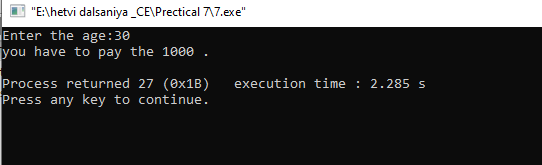 "E:\hetvi dalsaniya _CE\Prectical 7\7.exe"
Enter the age:30
you have to pay the 1000 .
Process returned 27 (0x1B)   execution time : 2.285 s
Press any key to continue.